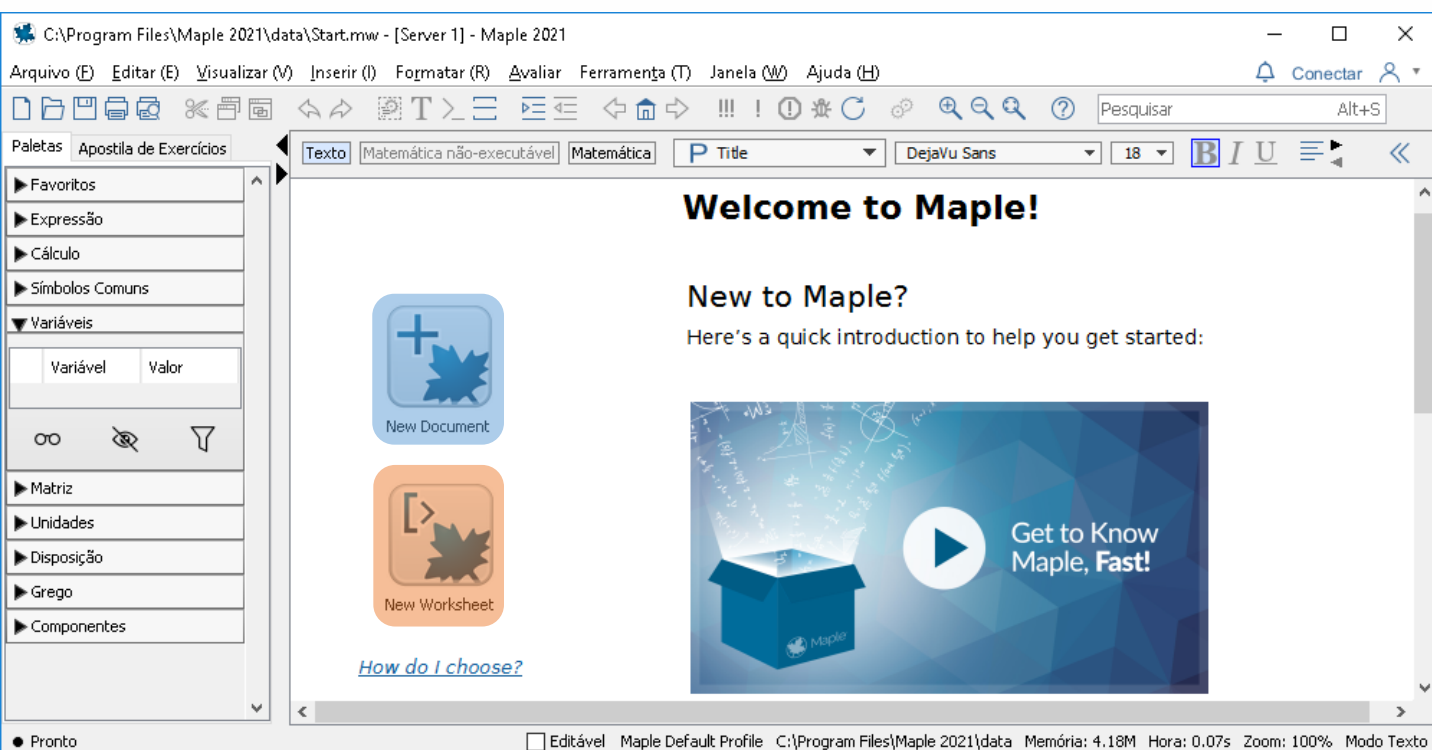 C:\Program Files\Maple 2021\data\Start.mw - [Server 1] - Maple 2021
Arquivo (F) Editar (E) Visualizar (V) Inserir (I) Formatar (R) Avaliar Ferramenta (T) Janela (W) Ajuda (H) Conectar
Pesquisar Alt+S
Paletas Apostila de Exercícios
Texto Matemática não-executável Matemática P Title DejaVu Sans 18 B I U
Favoritos
Expressão
Cálculo
Símbolos Comuns
Variáveis
Variável Valor
Matriz
Unidades
Disposição
Grego
Componentes
Welcome to Maple!
New to Maple?
Here's a quick introduction to help you get started:
New Document
New Worksheet
How do I choose?
Get to Know
Maple, Fast!
Maple
Pronto Editável Maple Default Profile C:\Program Files\Maple 2021\data Memória: 4.18M Hora: 0.07s Zoom: 100% Modo Texto